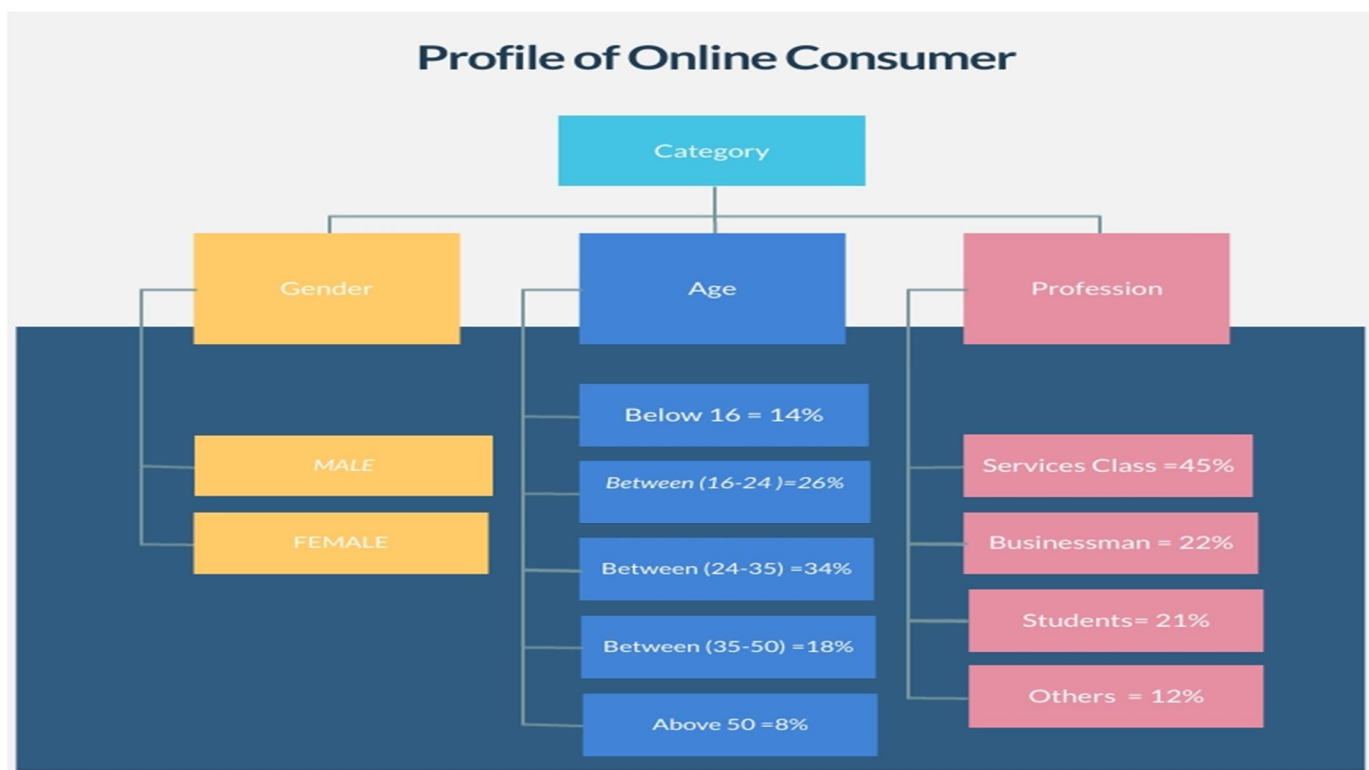 Profile of Online Consumer
Category
Gender
MALE
FEMALE
Age
Below 16 = 14%
Between (16-24 )=26%
Between (24-35) =34%
Between (35-50) =18%
Above 50 =8%
Profession
Services Class =45%
Businessman = 22%
Students= 21%
Others  = 12%